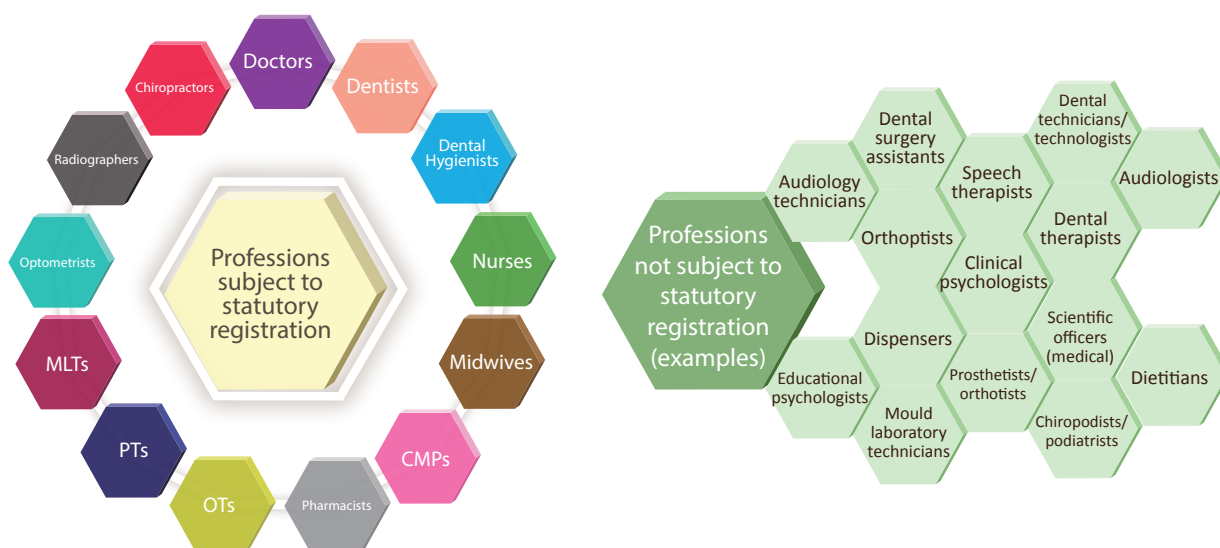 Professions
subject to
statutory
registration
Doctors
Dentists
Dental
Hygienists
Nurses
Midwives
CMPs
Pharmacists
OTs
PTs
MLTs
Optometrists
Radiographers
Chiropractors
Professions
not subject to
statutory
registration
(examples)
Audiology
technicians
Dental
surgery
assistants
Speech
therapists
Dental
technicians/
technologists
Audiologists
Orthoptists
Clinical
psychologists
Dental
therapists
Dispensers
Scientific
officers
(medical)
Educational
psychologists
Mould
laboratory
technicians
Prosthetists/
orthotists
Chiropodists/
podiatrists
Dietitians